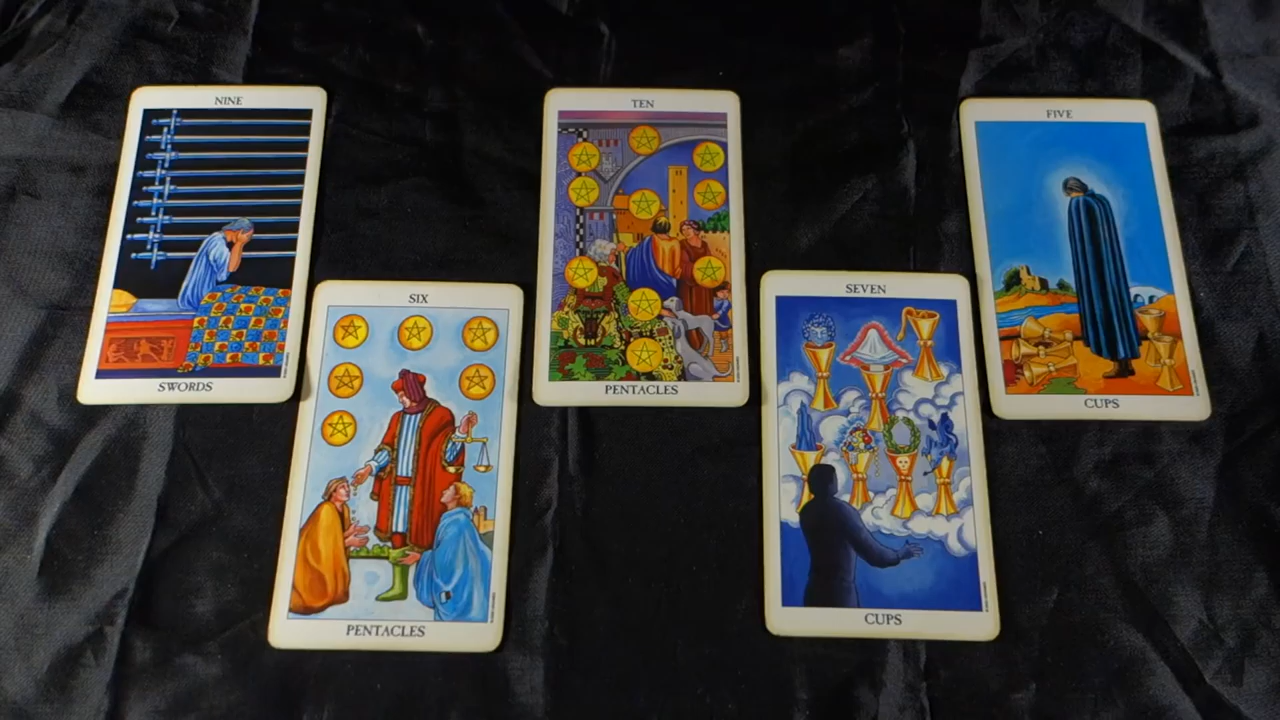 NINE
SWORDS
SIX
PENTACLES
TEN
PENTACLES
SEVEN
CUPS
FIVE
CUPS